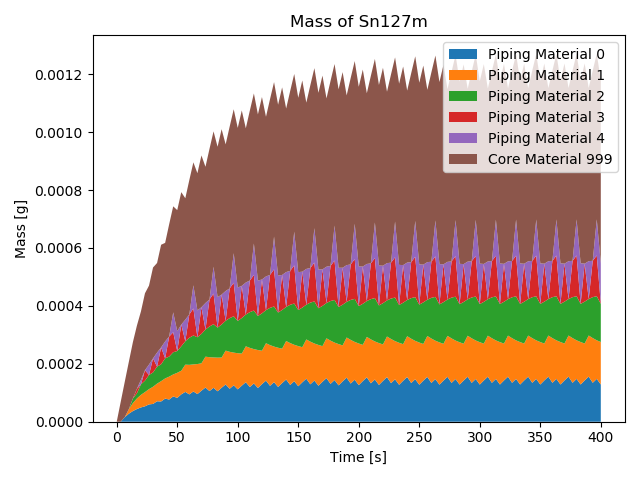 Mass of Sn127m
Piping Material 0
Piping Material 1
Piping Material 2
Piping Material 3
Piping Material 4
Core Material 999
Mass [g]
0.0012
0.0010
0.0008
0.0006
0.0004
0.0002
0.0000
0 50 100 150 200 250 300 350 400
Time [s]